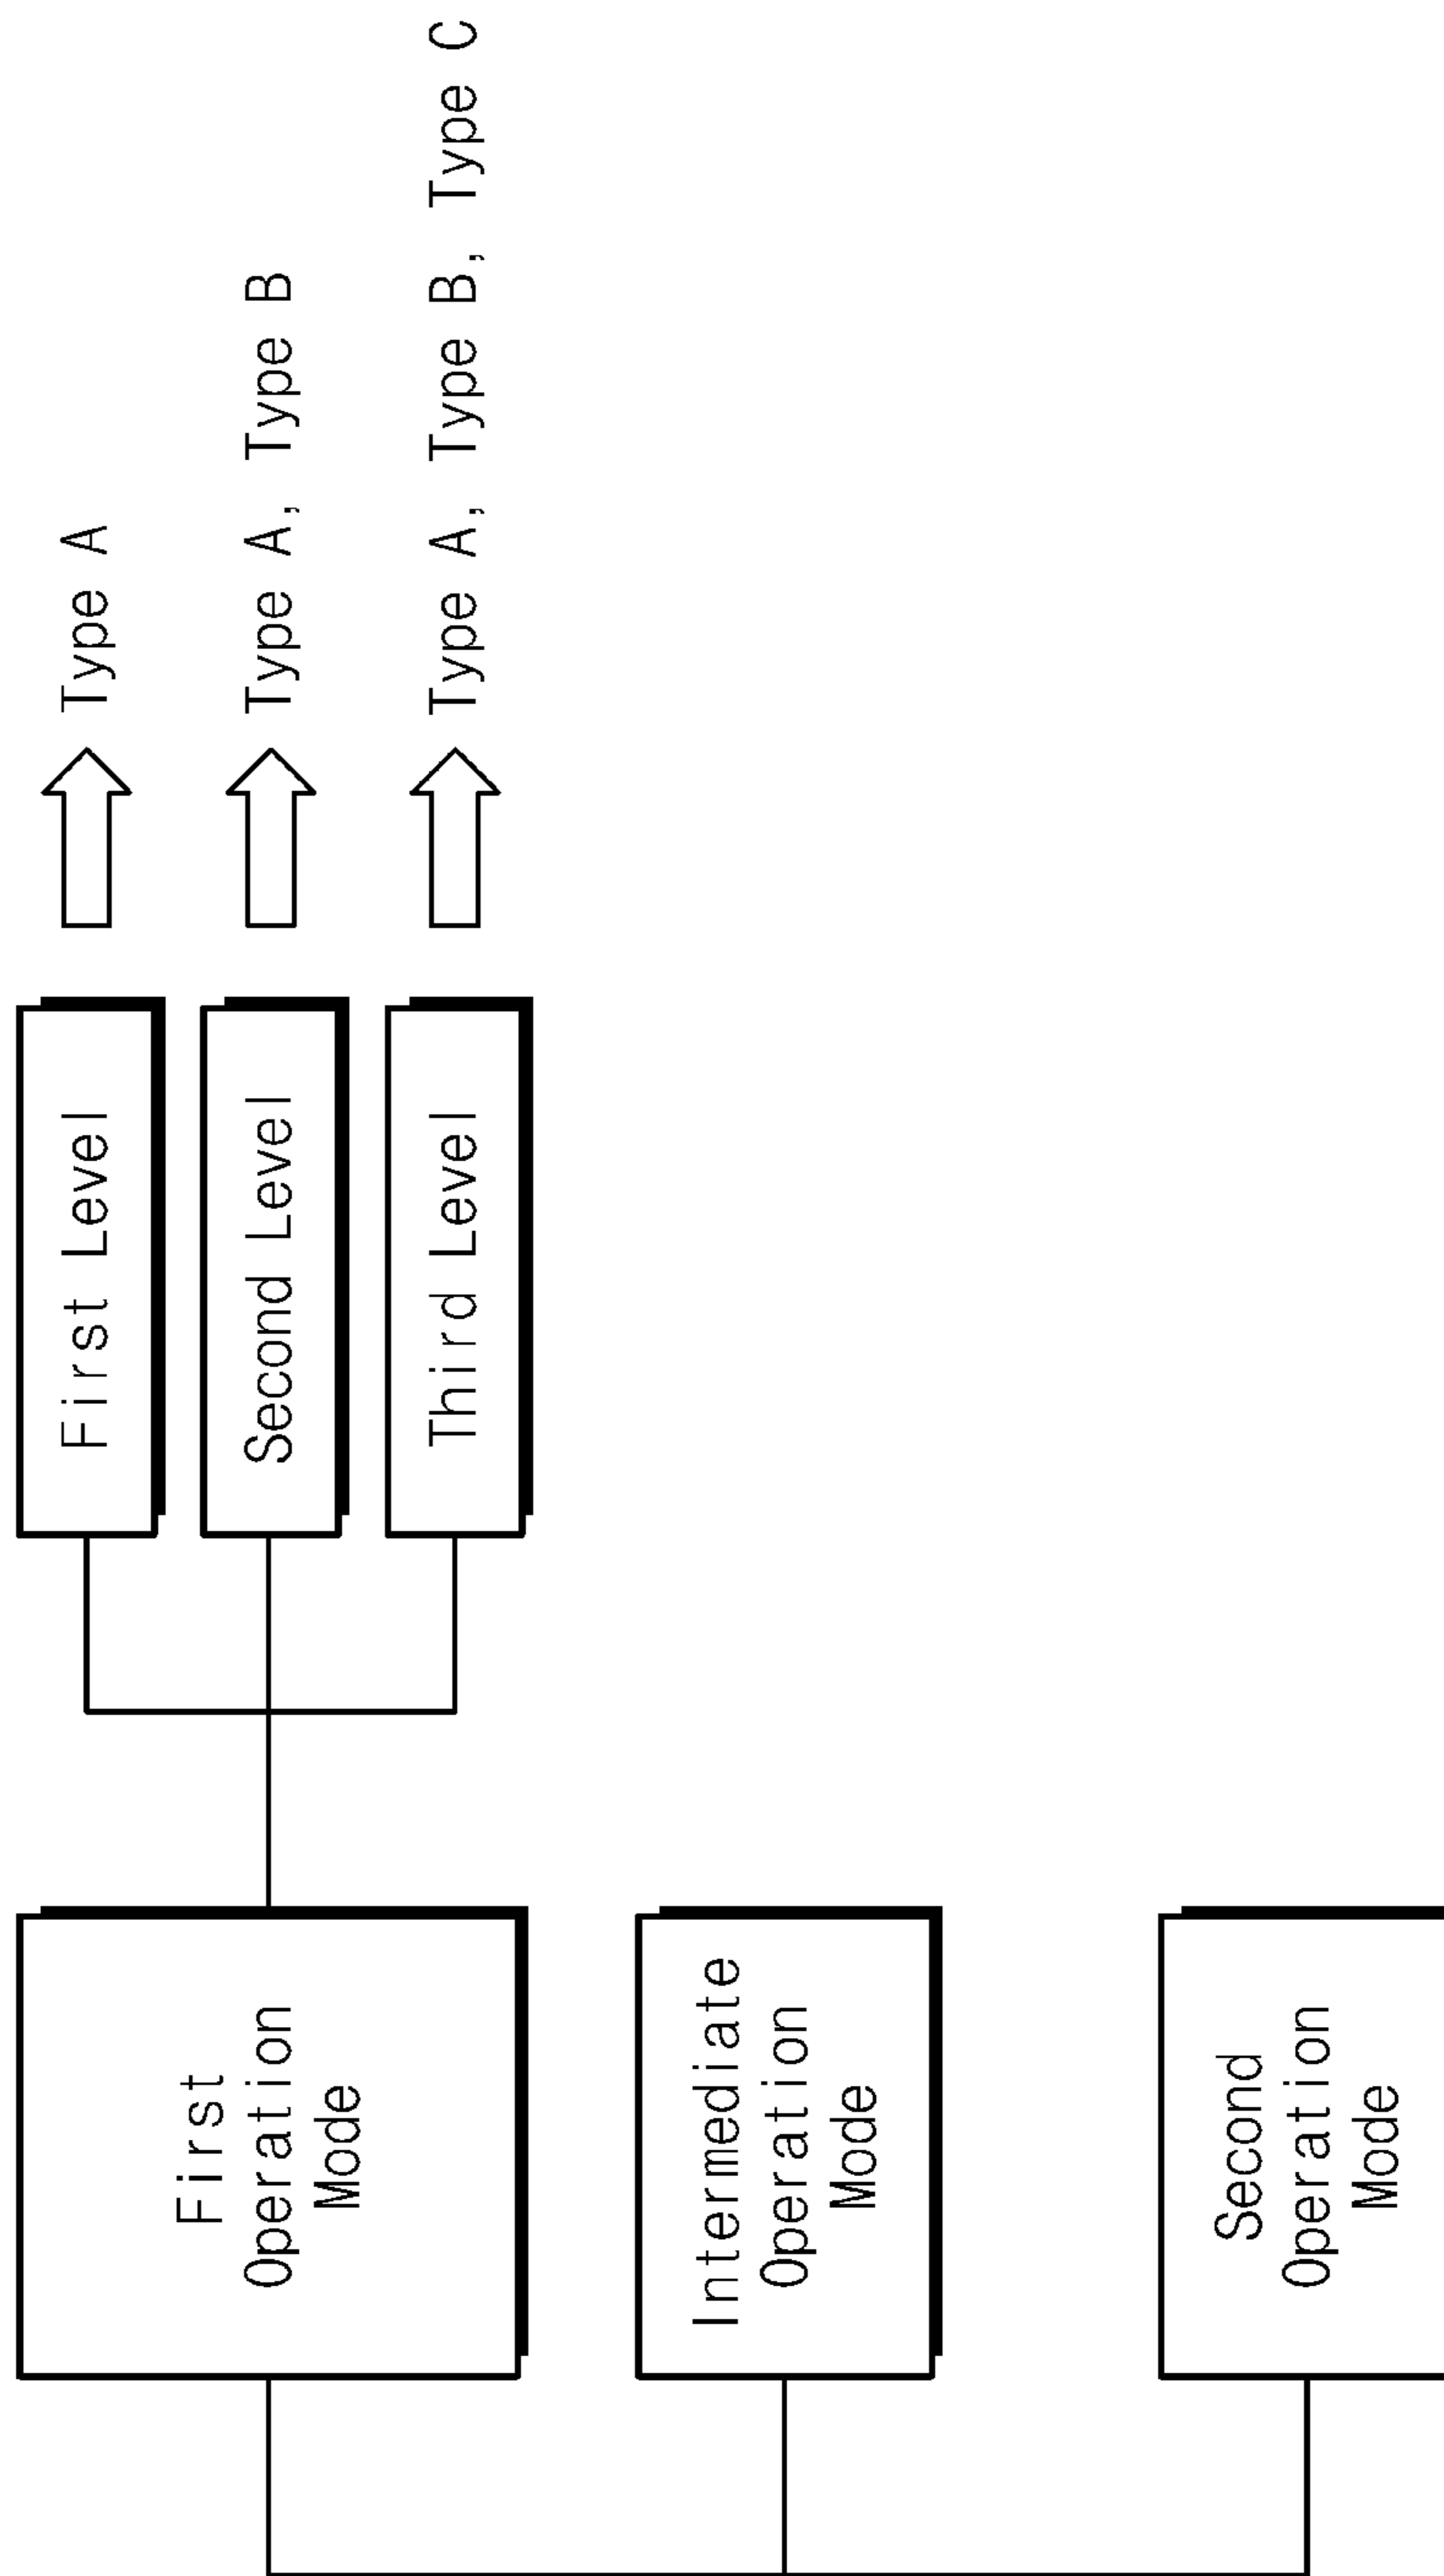 First
Operation
Mode
First Level
Type A
Second Level
Type A, Type B
Third Level
Type A, Type B, Type C
Intermediate
Operation
Mode
Second
Operation
Mode